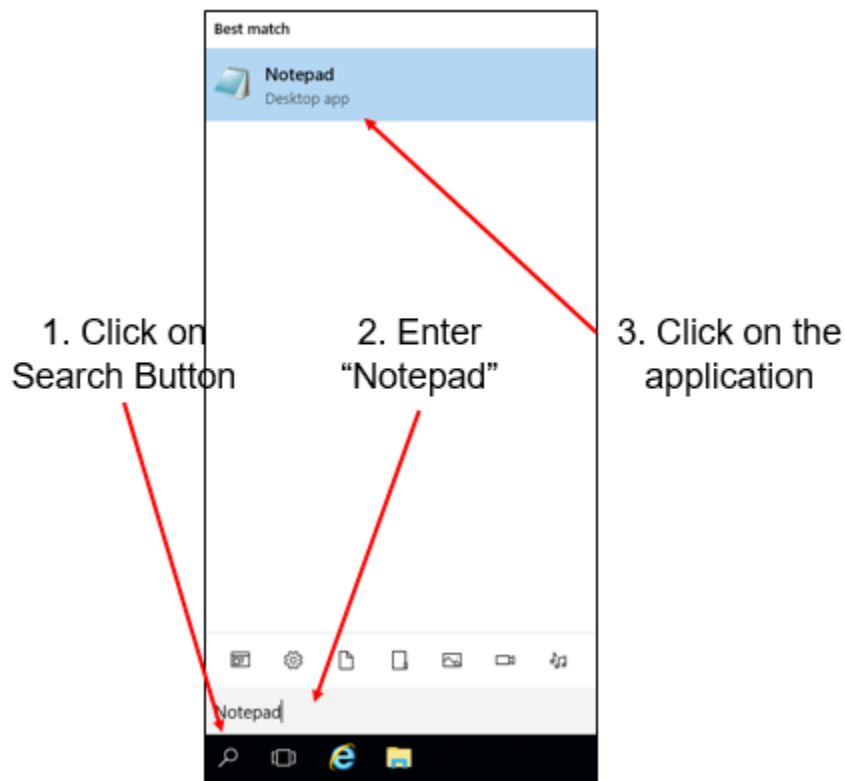 Best match
Notepad
Desktop app
1. Click on
Search Button
2. Enter
“Notepad”
3. Click on the
application
Notepad